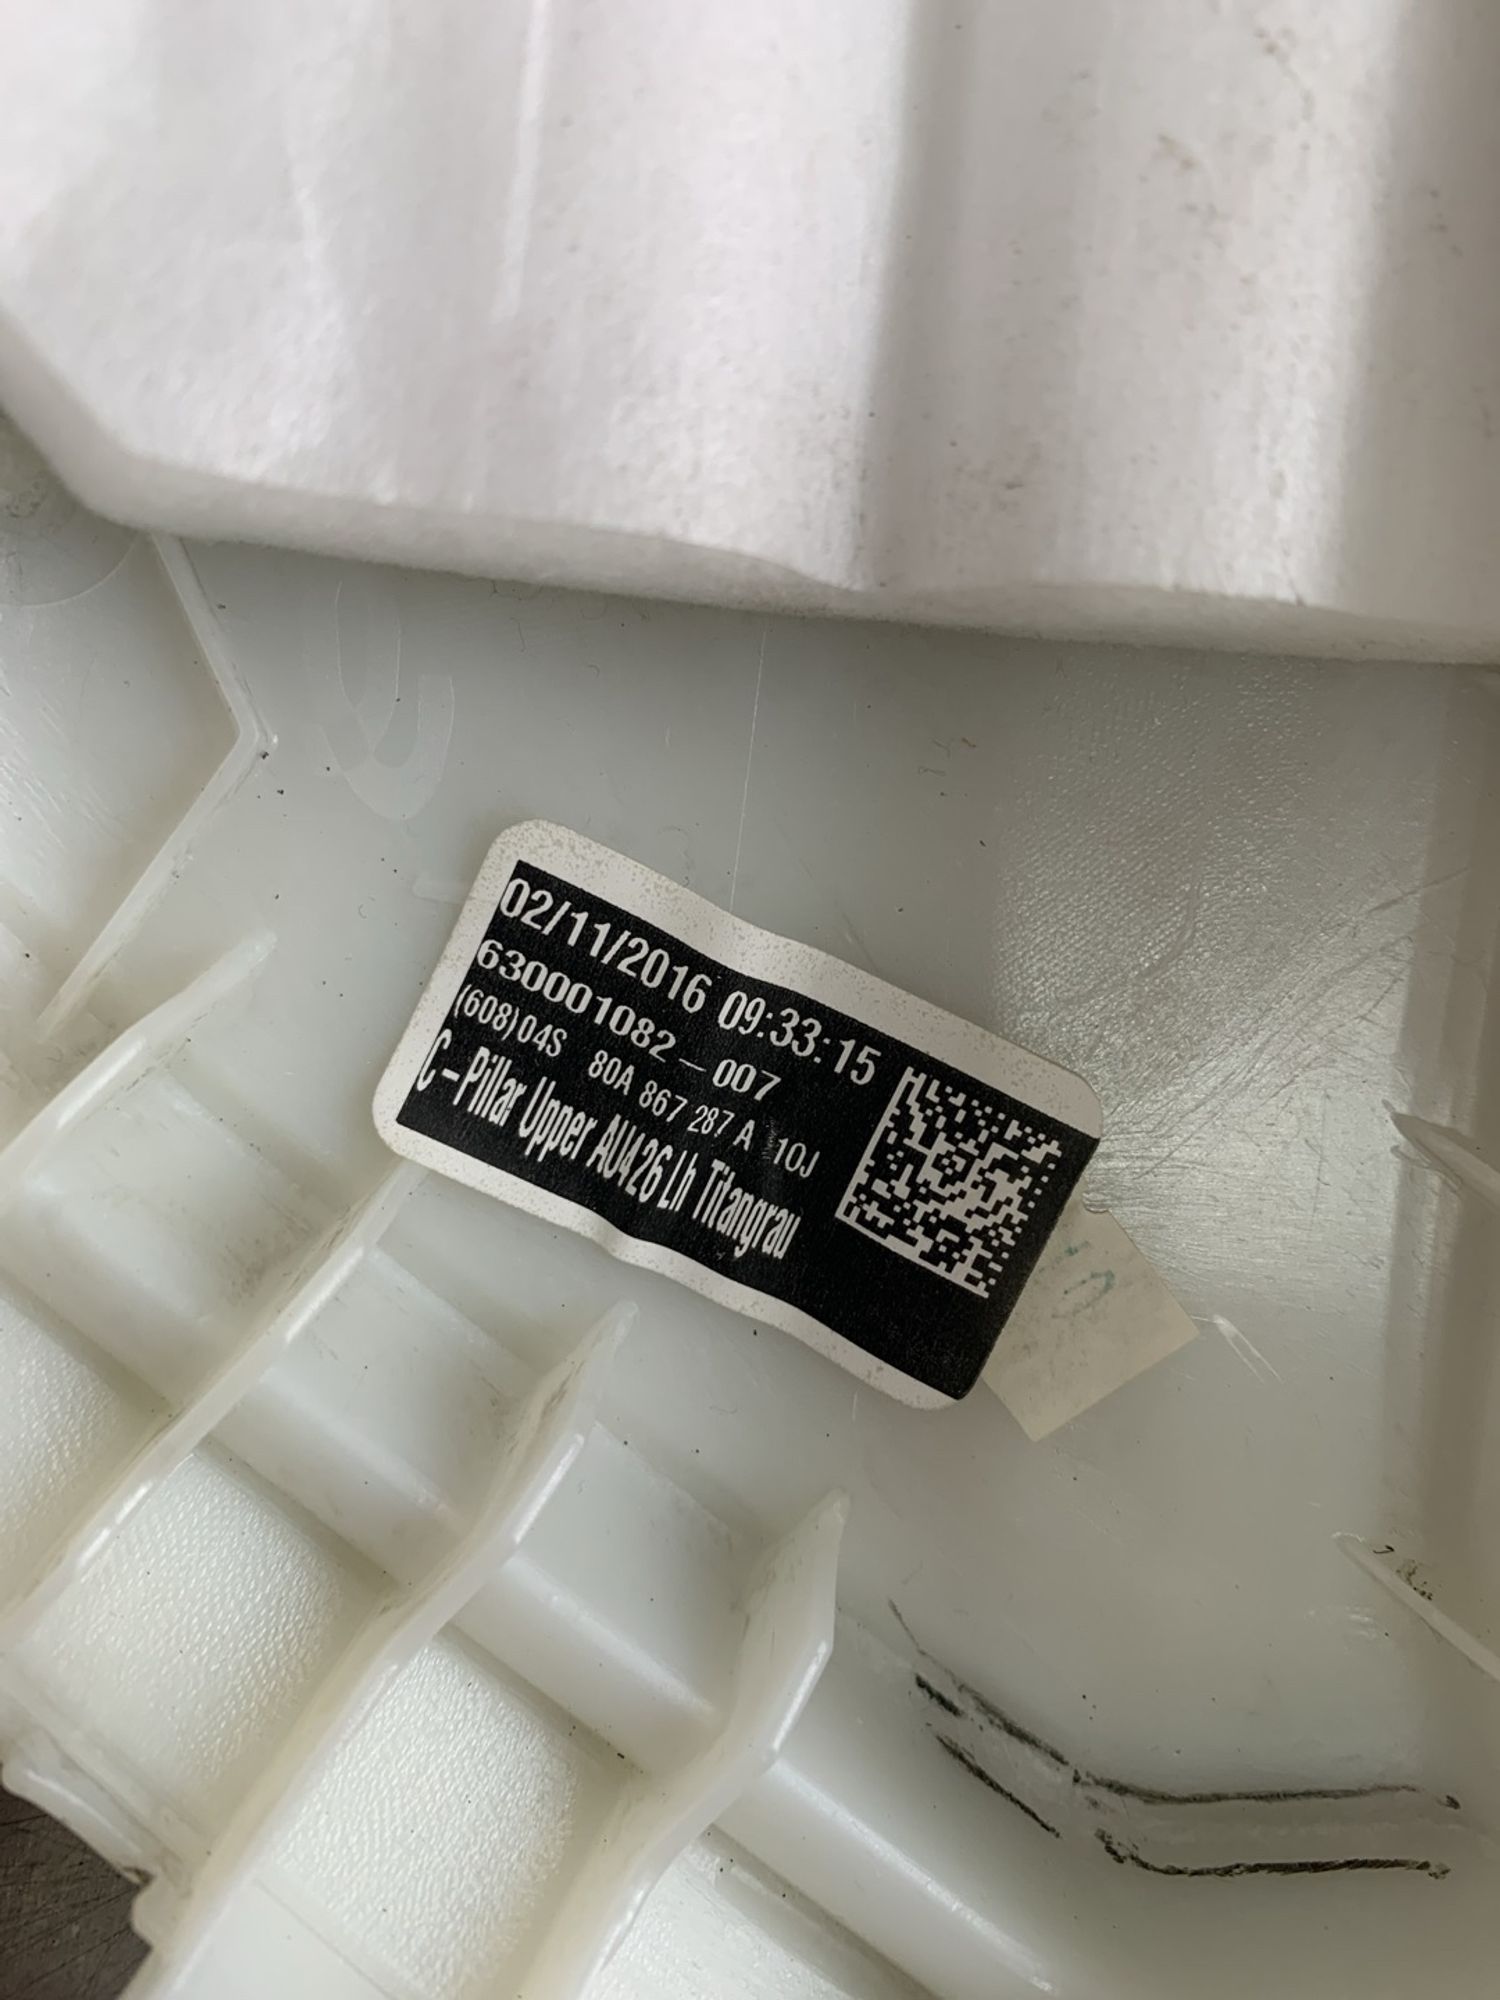 02/11/2016 09:33:15
630001082-007
(608)04S 80A 867 287 A 10J
C-Pillar Upper AU426 Lh Titangrau